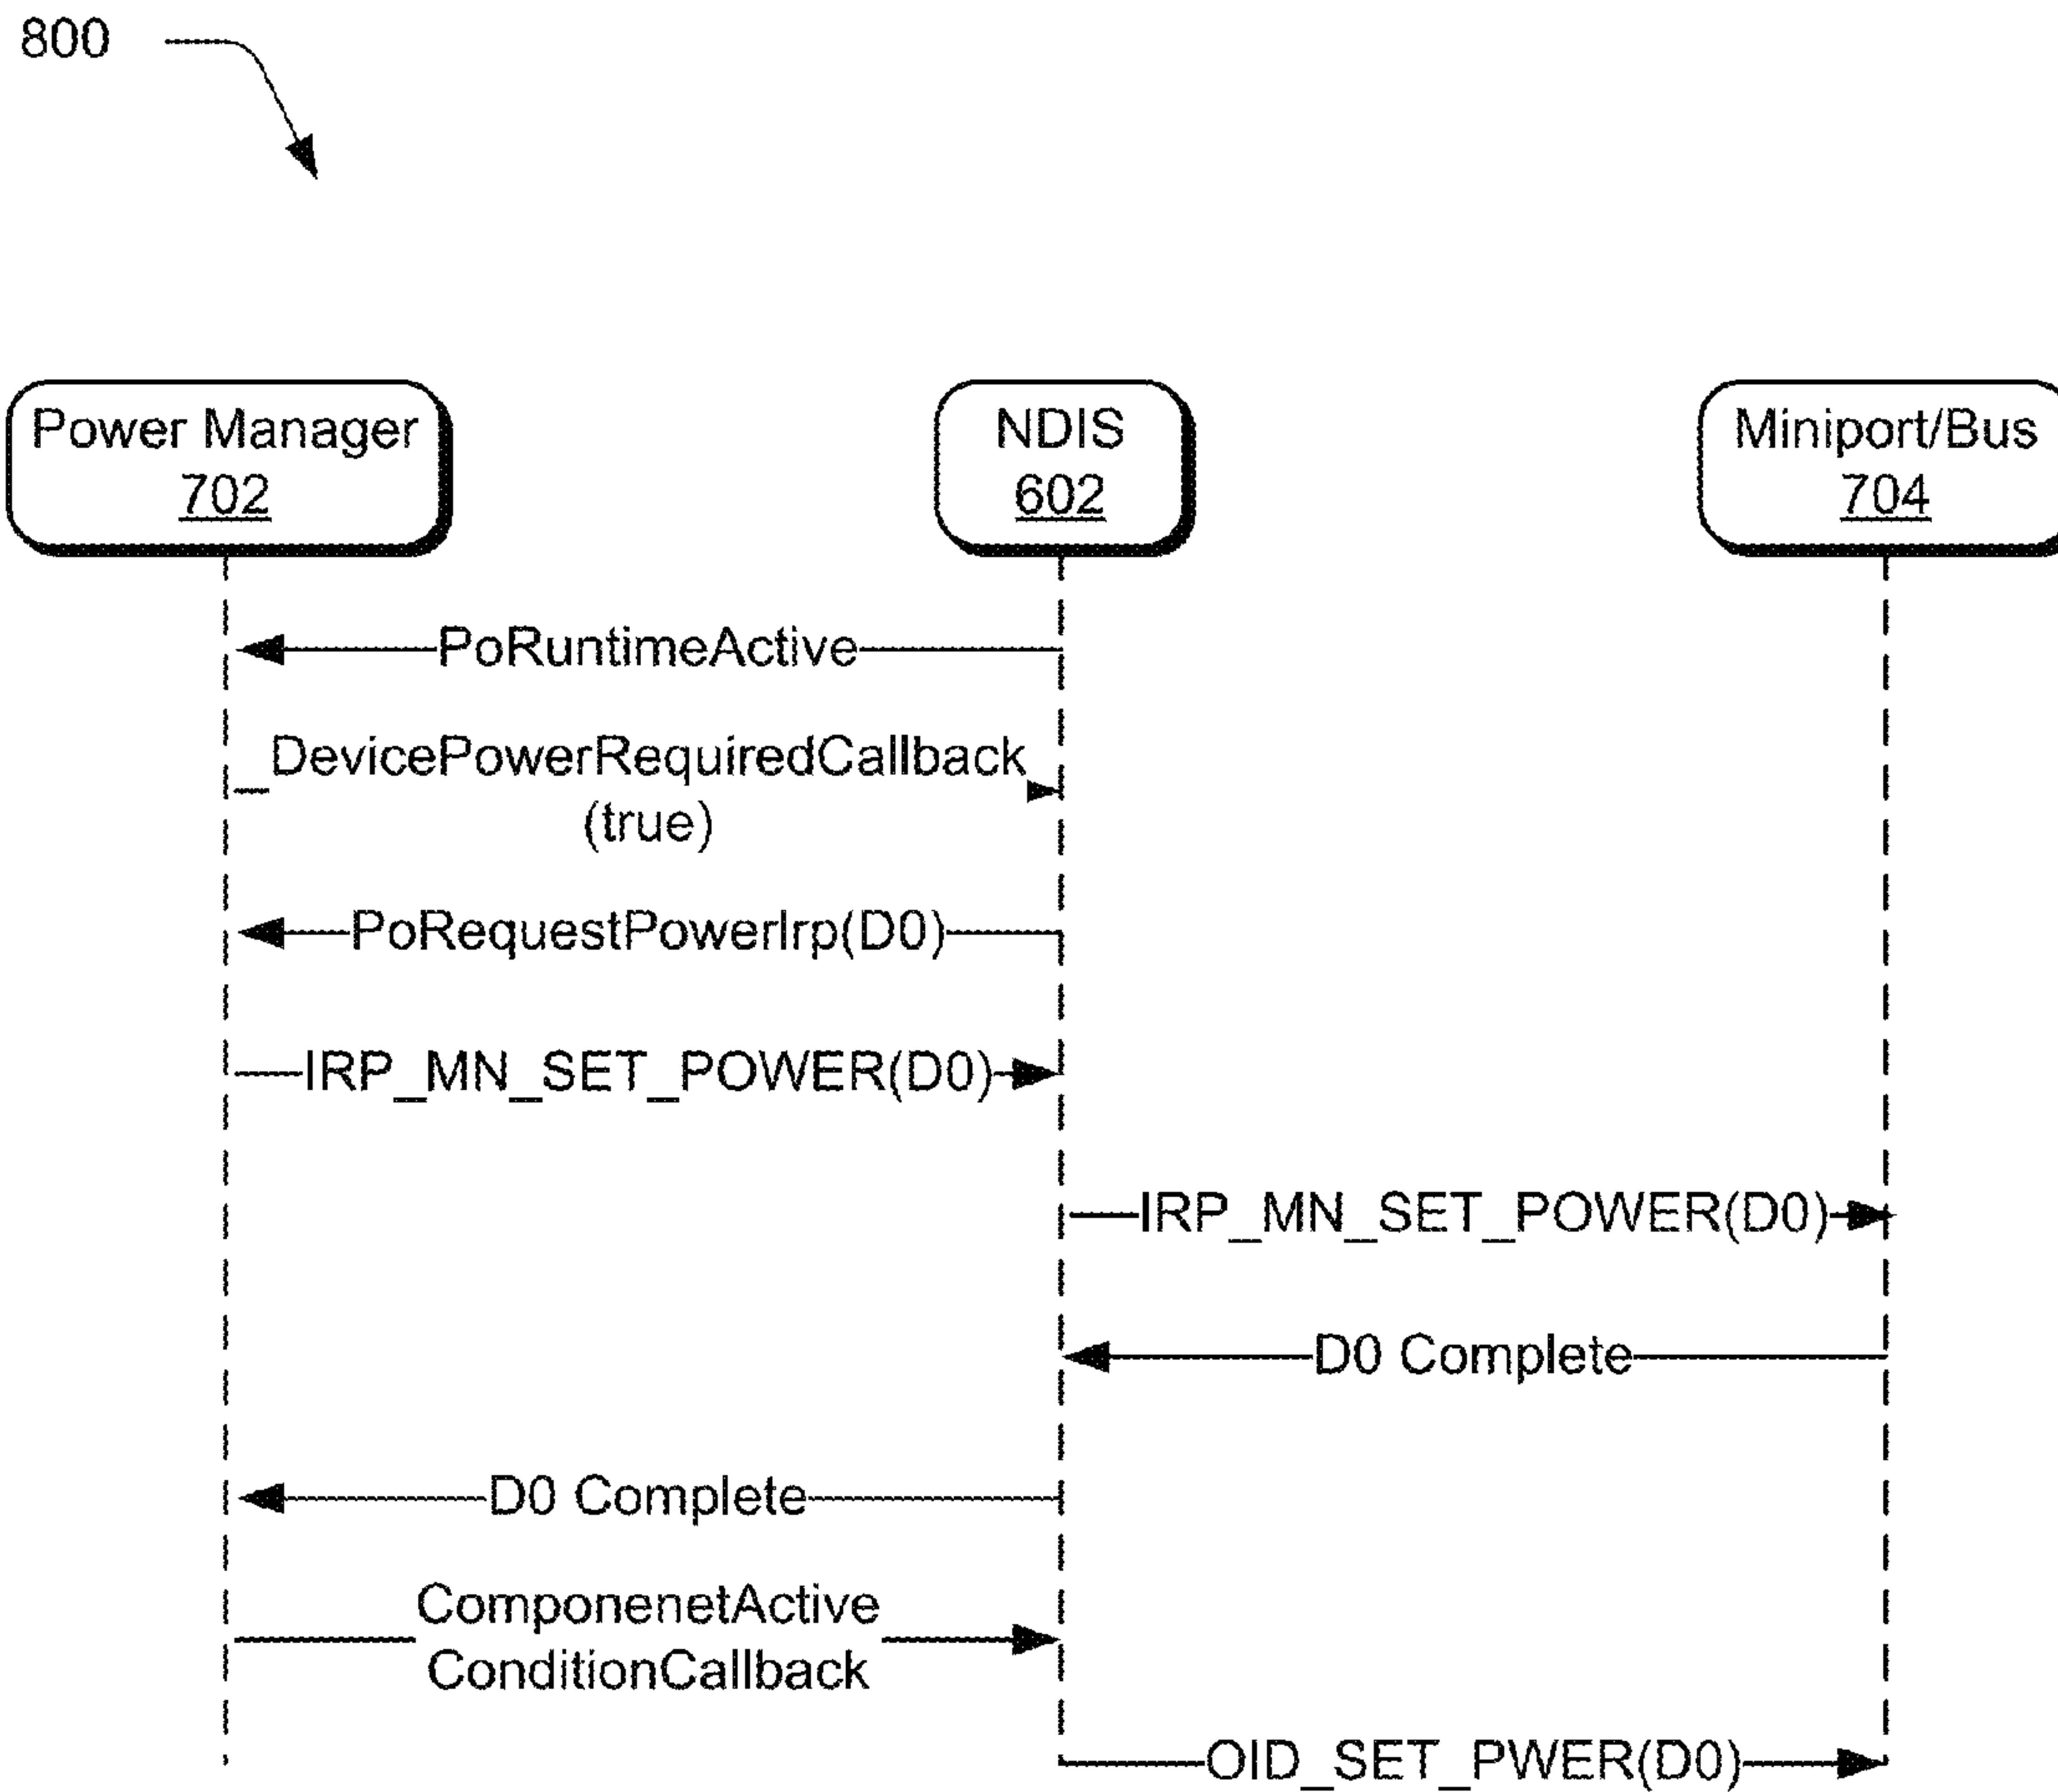 800
Power Manager
702
NDIS
602
Miniport/Bus
704
PoRuntimeActive
DevicePowerRequiredCallback
(true)
PoRequestPowerIrp(D0)
IRP_MN_SET_POWER(D0)
IRP_MN_SET_POWER(D0)
D0 Complete
D0 Complete
ComponenetActive
ConditionCallback
OID_SET_PWER(D0)